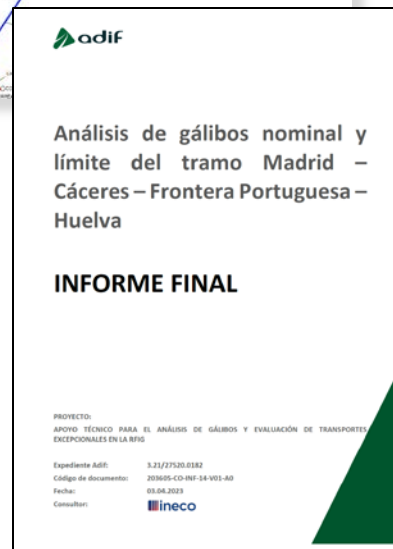 adif
Análisis de gálibos nominal y
límite del tramo Madrid –
Cáceres – Frontera Portuguesa –
Huelva
INFORME FINAL
PROYECTO:
APOYO TÉCNICO PARA EL ANÁLISIS DE GÁLIBOS Y EVALUACIÓN DE TRANSPORTES
EXCEPCIONALES EN LA RFIG
Expediente Adif: 3.21/27520.0182
Código de documento: 203605-CO-INF-14-V01-A0
Fecha: 03.04.2023
Consultor: ineco